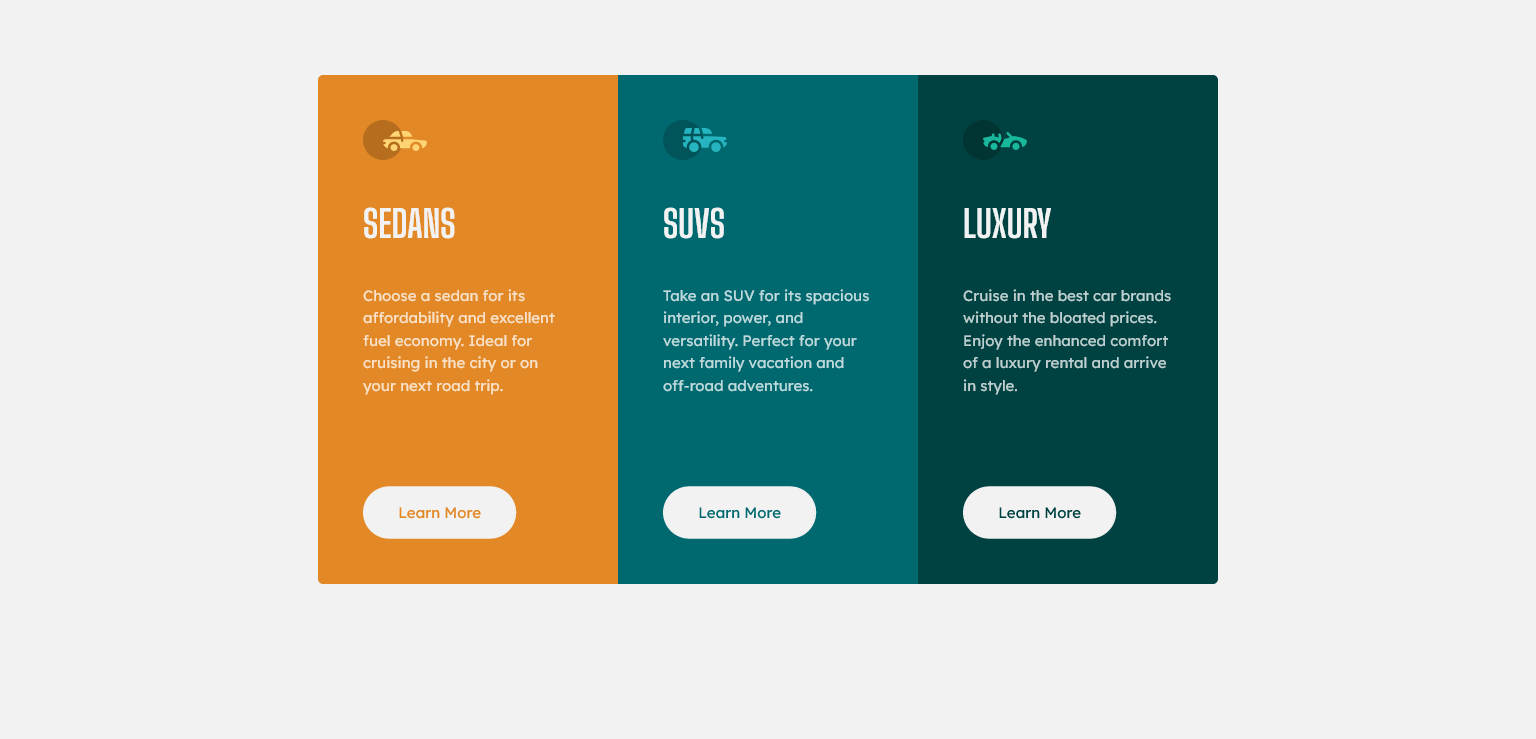 SEDANS
Choose a sedan for its
affordability and excellent
fuel economy. Ideal for
cruising in the city or on
your next road trip.
Learn More
SUVS
Take an SUV for its spacious
interior, power, and
versatility. Perfect for your
next family vacation and
off-road adventures.
Learn More
LUXURY
Cruise in the best car brands
without the bloated prices.
Enjoy the enhanced comfort
of a luxury rental and arrive
in style.
Learn More